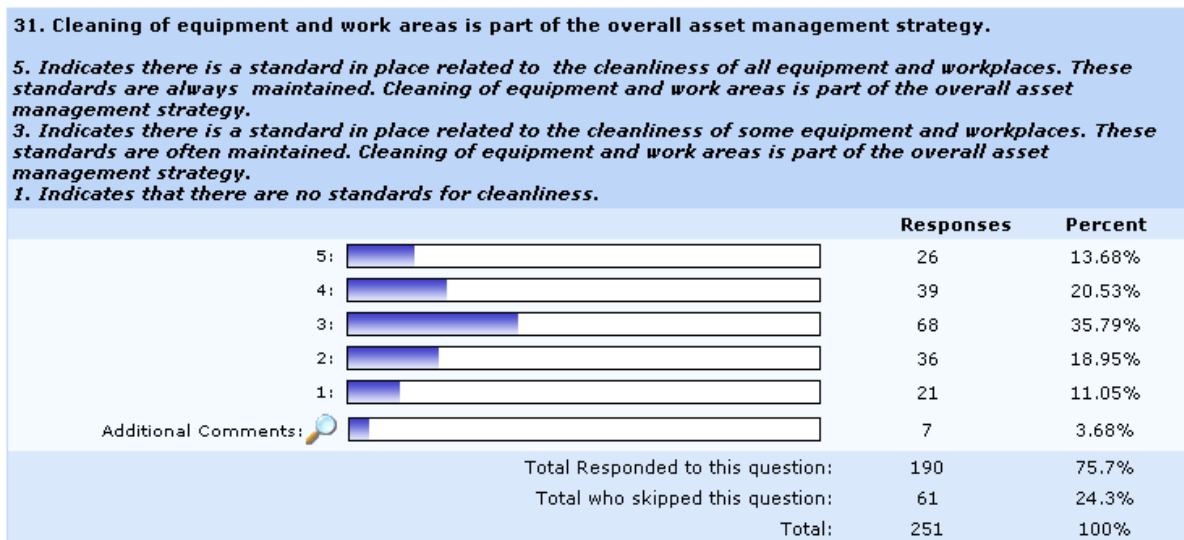 31. Cleaning of equipment and work areas is part of the overall asset management strategy.
5. Indicates there is a standard in place related to the cleanliness of all equipment and workplaces. These
standards are always maintained. Cleaning of equipment and work areas is part of the overall asset
management strategy.
3. Indicates there is a standard in place related to the cleanliness of some equipment and workplaces. These
standards are often maintained. Cleaning of equipment and work areas is part of the overall asset
management strategy.
1. Indicates that there are no standards for cleanliness.
Responses Percent
5: 26 13.68%
4: 39 20.53%
3: 68 35.79%
2: 36 18.95%
1: 21 11.05%
Additional Comments: 7 3.68%
Total Responded to this question: 190 75.7%
Total who skipped this question: 61 24.3%
Total: 251 100%